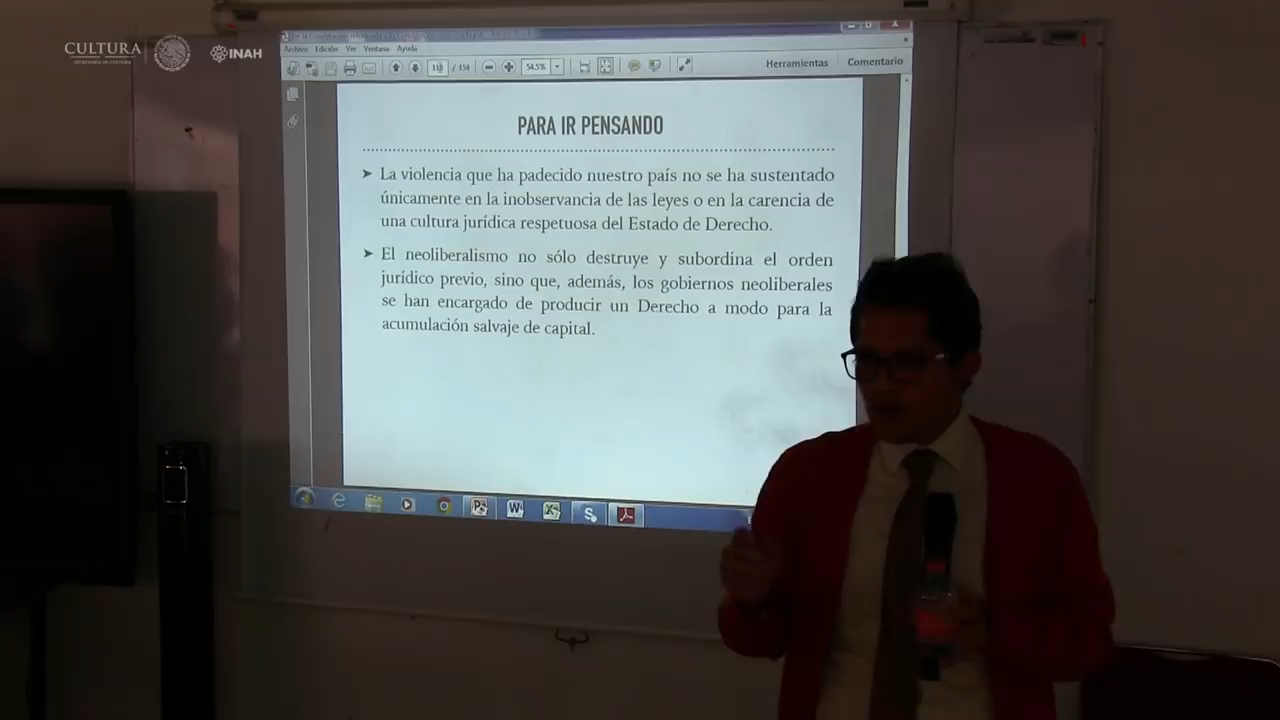 CULTURA
SECRETARÍA DE CULTURA
INAH
Archivo Edición Ver Ventana Ayuda
/ 154
54.5%
Herramientas Comentario
PARA IR PENSANDO
➤ La violencia que ha padecido nuestro país no se ha sustentado
únicamente en la inobservancia de las leyes o en la carencia de
una cultura jurídica respetuosa del Estado de Derecho.
➤ El neoliberalismo no sólo destruye y subordina el orden
jurídico previo, sino que, además, los gobiernos neoliberales
se han encargado de producir un Derecho a modo para la
acumulación salvaje de capital.